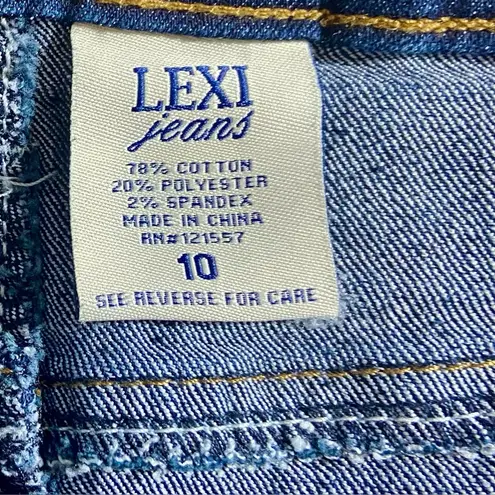 LEXI
jeans
78% COTTON
20% POLYESTER
2% SPANDEX
MADE IN CHINA
RN#121557
10
SEE REVERSE FOR CARE